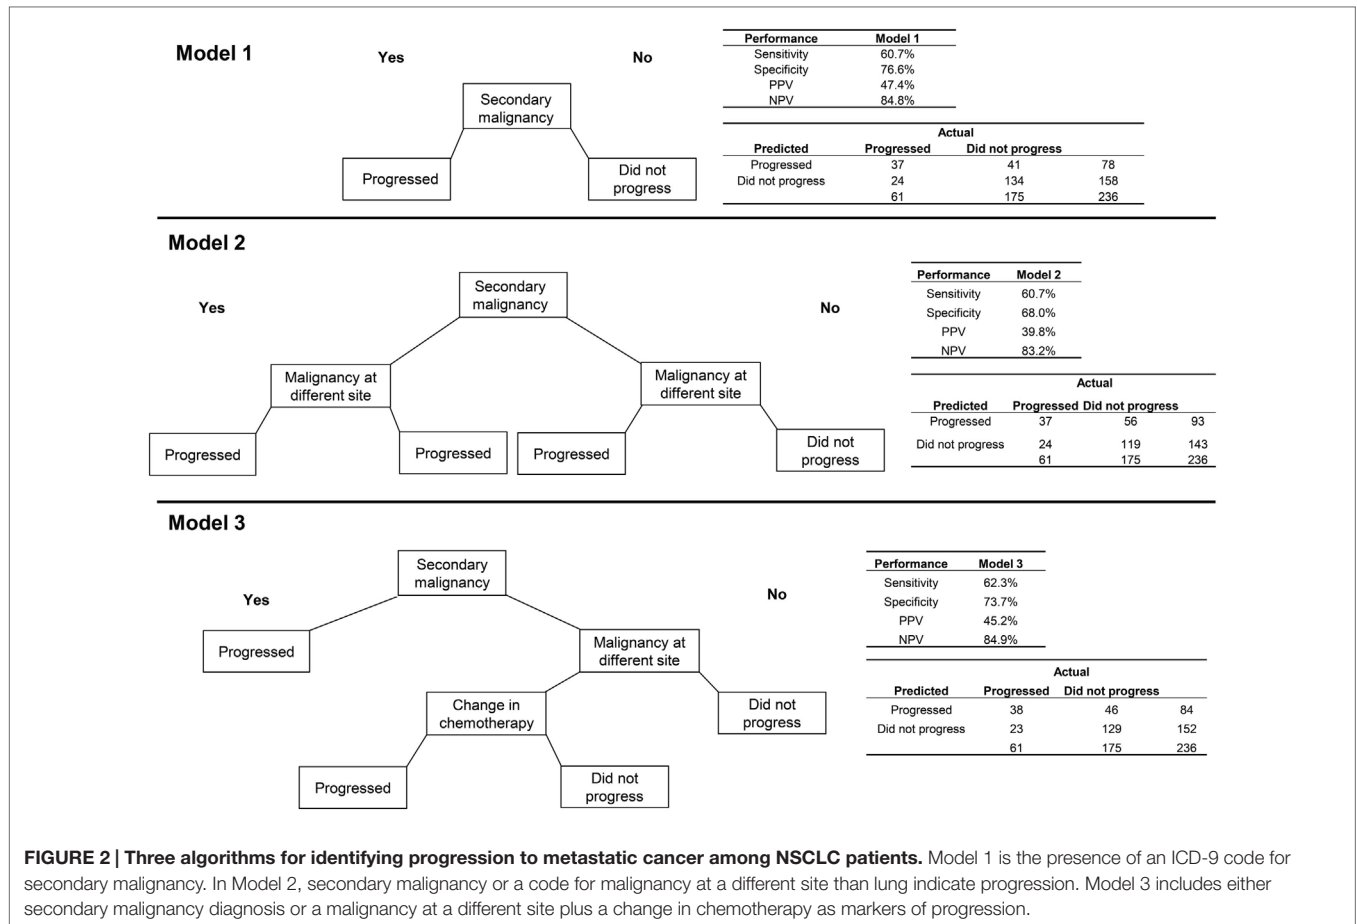 Model 1
Yes
No
Secondary
malignancy
Progressed
Did not
progress
Performance Model 1
Sensitivity 60.7%
Specificity 76.6%
PPV 47.4%
NPV 84.8%
Actual
Predicted Progressed Did not progress
Progressed 37 41 78
Did not progress 24 134 158
61 175 236
Model 2
Yes
No
Secondary
malignancy
Malignancy at
different site
Malignancy at
different site
Progressed
Progressed
Progressed
Did not
progress
Performance Model 2
Sensitivity 60.7%
Specificity 68.0%
PPV 39.8%
NPV 83.2%
Actual
Predicted Progressed Did not progress
Progressed 37 56 93
Did not progress 24 119 143
61 175 236
Model 3
Yes
No
Secondary
malignancy
Progressed
Malignancy at
different site
Change in
chemotherapy
Did not
progress
Progressed
Did not
progress
Performance Model 3
Sensitivity 62.3%
Specificity 73.7%
PPV 45.2%
NPV 84.9%
Actual
Predicted Progressed Did not progress
Progressed 38 46 84
Did not progress 23 129 152
61 175 236
FIGURE 2 | Three algorithms for identifying progression to metastatic cancer among NSCLC patients. Model 1 is the presence of an ICD-9 code for
secondary malignancy. In Model 2, secondary malignancy or a code for malignancy at a different site than lung indicate progression. Model 3 includes either
secondary malignancy diagnosis or a malignancy at a different site plus a change in chemotherapy as markers of progression.